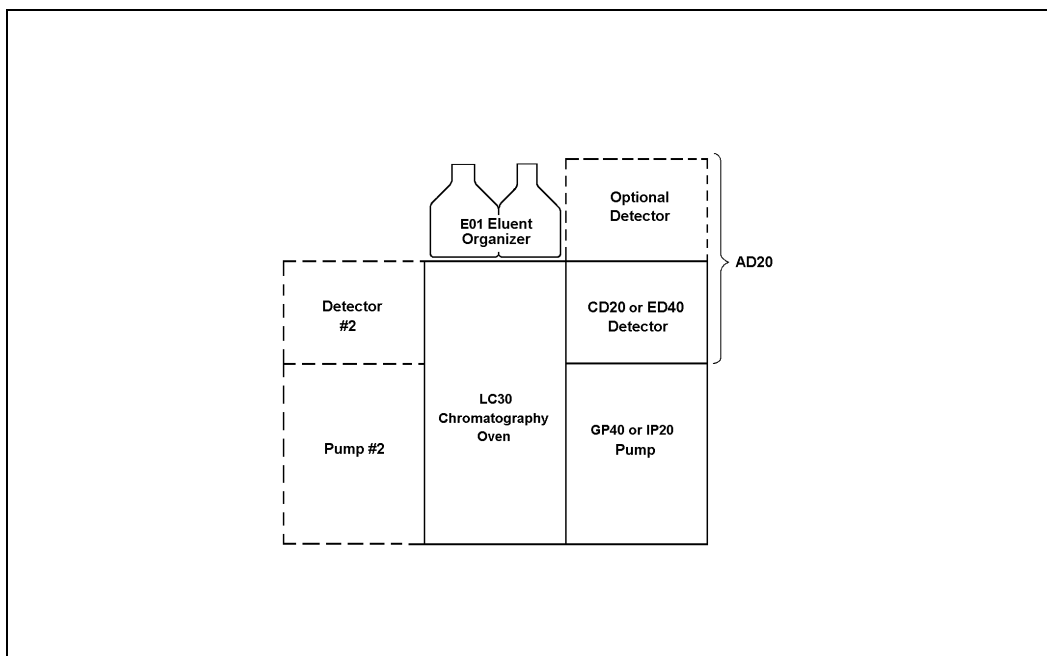 Optional
Detector
E01 Eluent
Organizer
AD20
Detector
#2
CD20 or ED40
Detector
LC30
Chromatography
Oven
GP40 or IP20
Pump
Pump #2